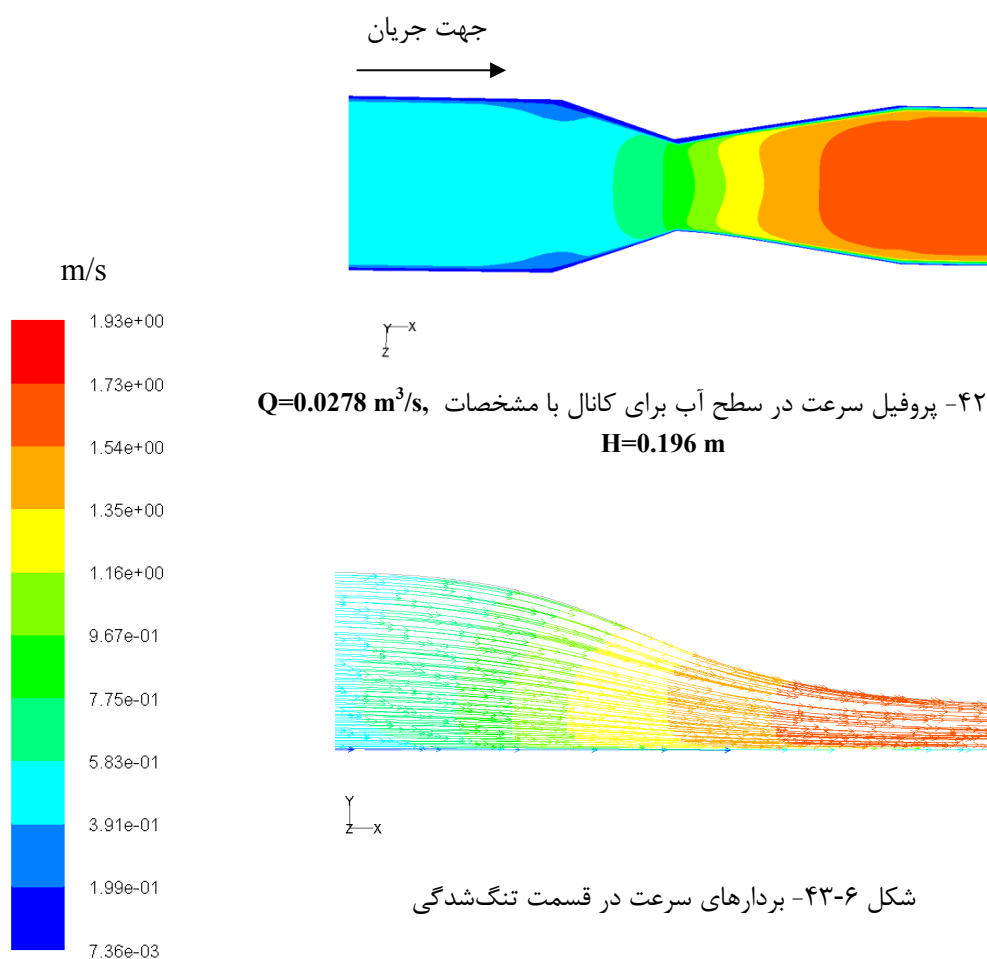 جهت جریان
Y X
Z
۴۲- پروفیل سرعت در سطح آب برای کانال با مشخصات Q=0.0278 m³/s,
H=0.196 m
m/s
1.93e+00
1.73e+00
1.54e+00
1.35e+00
1.16e+00
9.67e-01
7.75e-01
5.83e-01
3.91e-01
1.99e-01
7.36e-03
Y
Z X
شکل ۶-۴۳- بردارهای سرعت در قسمت تنگ‌شدگی